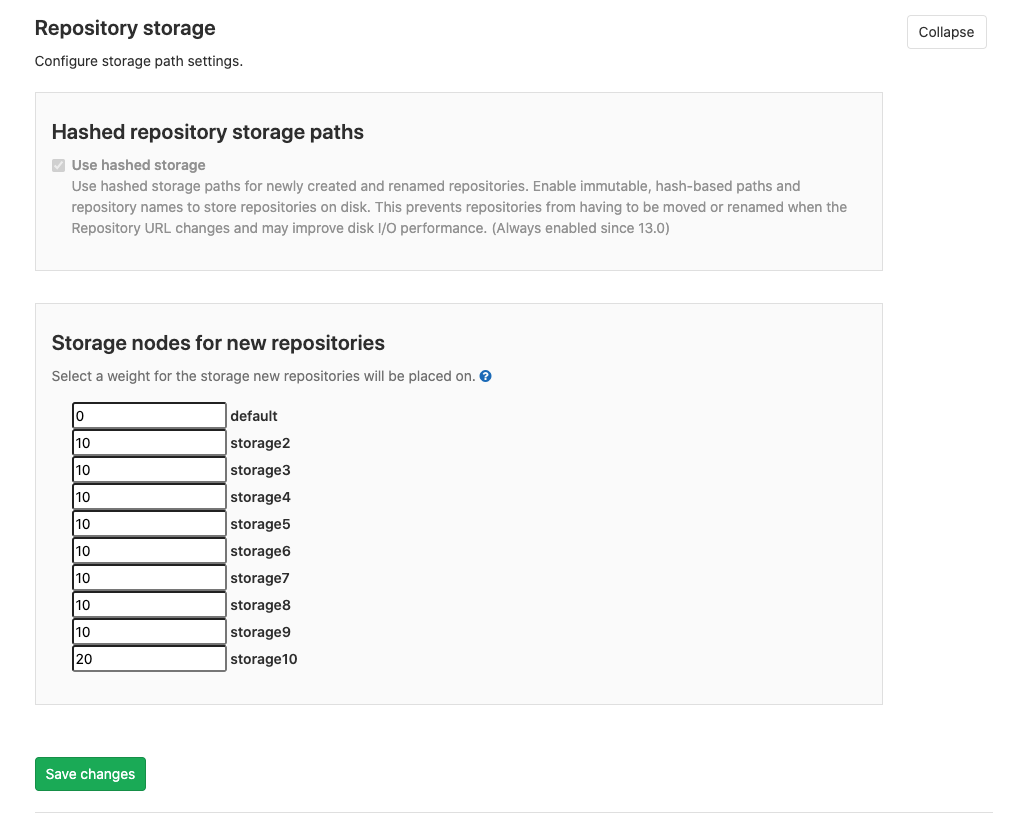 Repository storage
Collapse
Configure storage path settings.
Hashed repository storage paths
Use hashed storage
Use hashed storage paths for newly created and renamed repositories. Enable immutable, hash-based paths and
repository names to store repositories on disk. This prevents repositories from having to be moved or renamed when the
Repository URL changes and may improve disk I/O performance. (Always enabled since 13.0)
Storage nodes for new repositories
Select a weight for the storage new repositories will be placed on. ?
0 default
10 storage2
10 storage3
10 storage4
10 storage5
10 storage6
10 storage7
10 storage8
10 storage9
20 storage10
Save changes